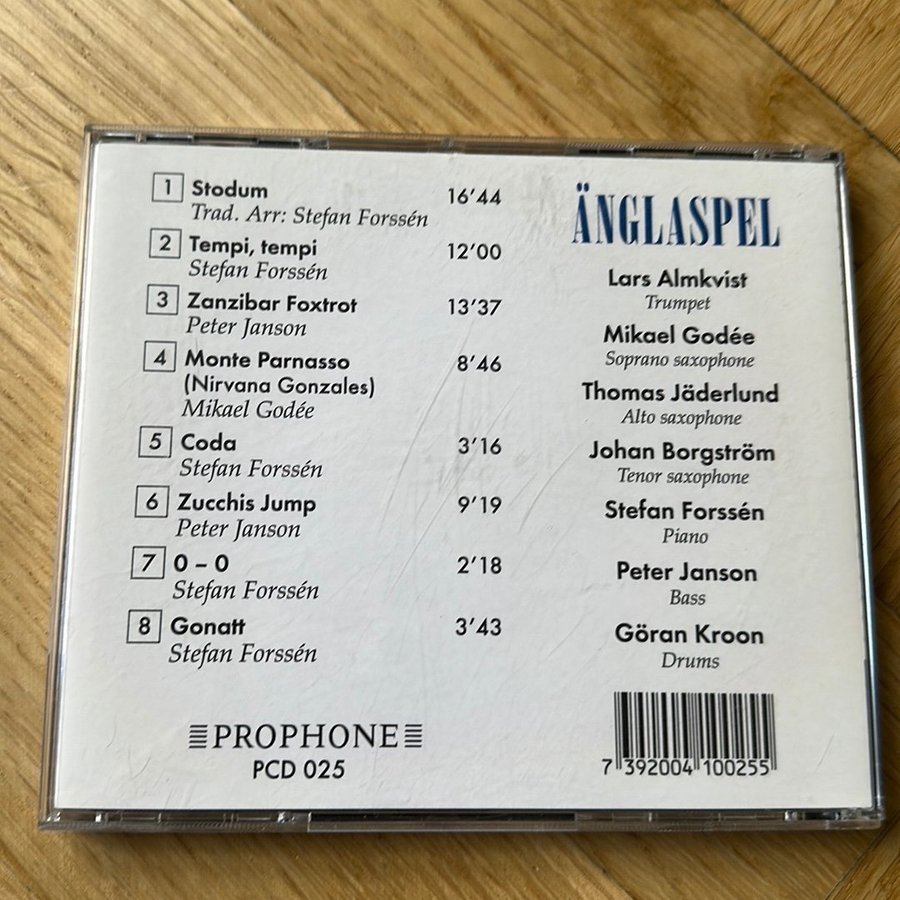 1 Stodum 16’44
Trad. Arr: Stefan Forssén
2 Tempi, tempi 12’00
Stefan Forssén
3 Zanzibar Foxtrot 13’37
Peter Janson
4 Monte Parnasso 8’46
(Nirvana Gonzales)
Mikael Godée
5 Coda 3’16
Stefan Forssén
6 Zucchis Jump 9’19
Peter Janson
7 0 – 0 2’18
Stefan Forssén
8 Gonatt 3’43
Stefan Forssén
PROPHONE
PCD 025
ÄNGLASPEL
Lars Almkvist
Trumpet
Mikael Godée
Soprano saxophone
Thomas Jäderlund
Alto saxophone
Johan Borgström
Tenor saxophone
Stefan Forssén
Piano
Peter Janson
Bass
Göran Kroon
Drums
7 392004 100255